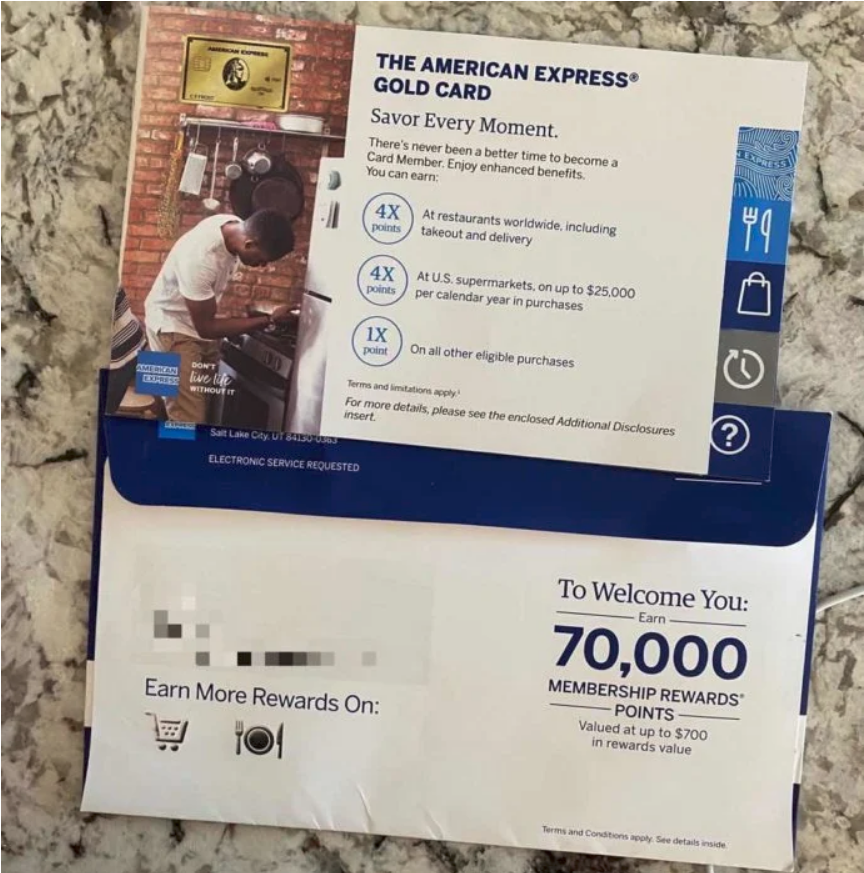 AMERICAN EXPRESS
THE AMERICAN EXPRESS®
GOLD CARD
Savor Every Moment.
There's never been a better time to become a
Card Member. Enjoy enhanced benefits.
You can earn:
4X
points
At restaurants worldwide, including
takeout and delivery
4X
points
At U.S. supermarkets, on up to $25,000
per calendar year in purchases
1X
point
On all other eligible purchases
Terms and limitations apply.¹
For more details, please see the enclosed Additional Disclosures
insert.
AMERICAN
EXPRESS
DON'T
live life
WITHOUT IT
EXPRESS
?
EXPRESS
Salt Lake City, UT 84130-0363
ELECTRONIC SERVICE REQUESTED
To Welcome You:
Earn
70,000
MEMBERSHIP REWARDS®
POINTS
Valued at up to $700
in rewards value
Earn More Rewards On:
Terms and Conditions apply. See details inside.